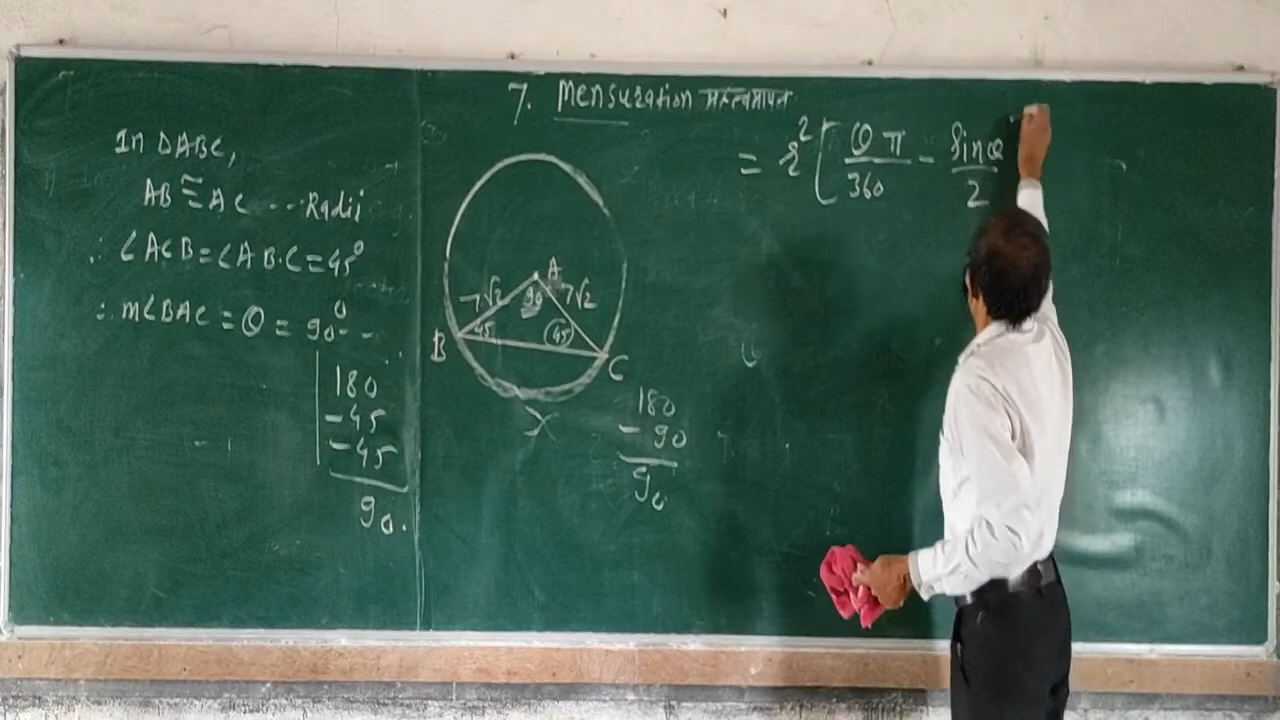 7. Mensuration महत्वमापन
In ΔABC,
AB ≅ AC ... Radii
∴ ∠ACB = ∠ABC = 45°
∴ m∠BAC = θ = 90°
180
-45
-45
90.
A
7√2
7√2
90
45
45
B
C
X
180
- 90
90
= r² [ θπ/360 - sinθ/2